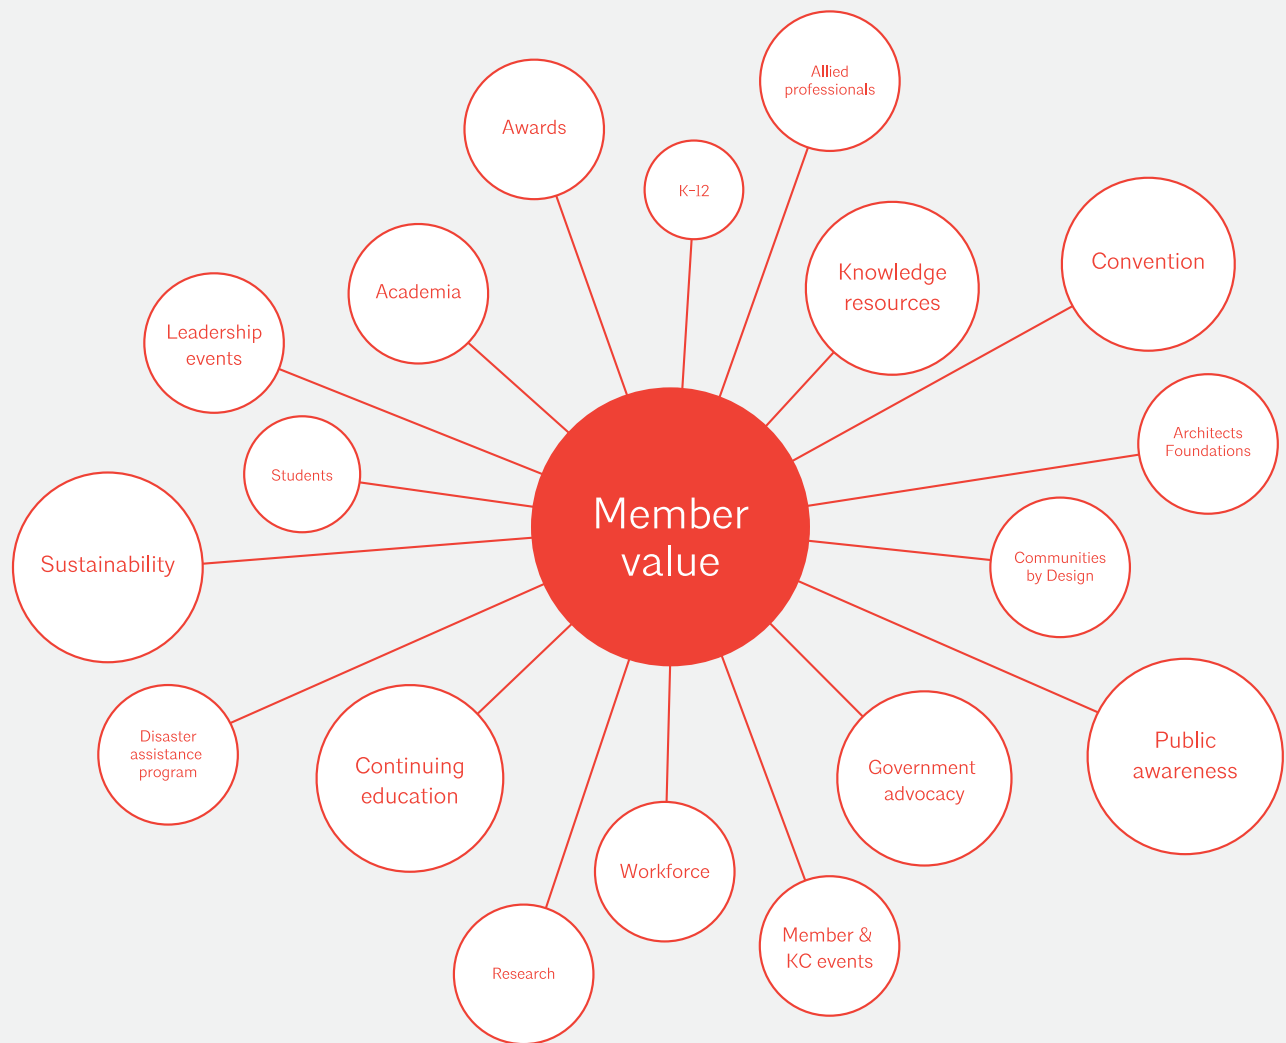 Allied
professionals
Awards
K-12
Knowledge
resources
Convention
Academia
Leadership
events
Architects
Foundations
Students
Member
value
Sustainability
Communities
by Design
Disaster
assistance
program
Continuing
education
Government
advocacy
Public
awareness
Workforce
Member &
KC events
Research